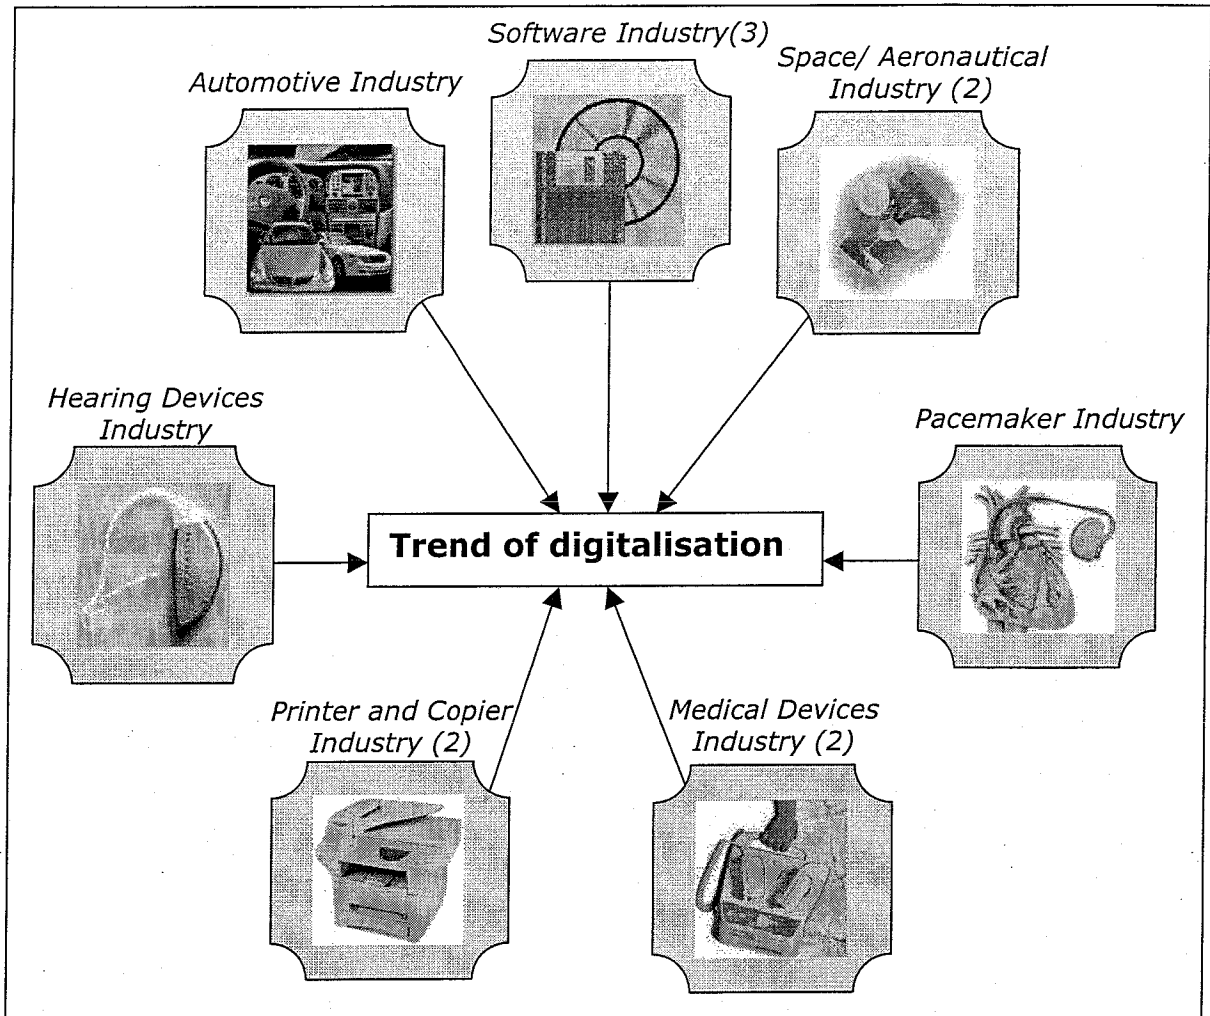 Software Industry(3)
Automotive Industry
Space/ Aeronautical
Industry (2)
Hearing Devices
Industry
Pacemaker Industry
Trend of digitalisation
Printer and Copier
Industry (2)
Medical Devices
Industry (2)